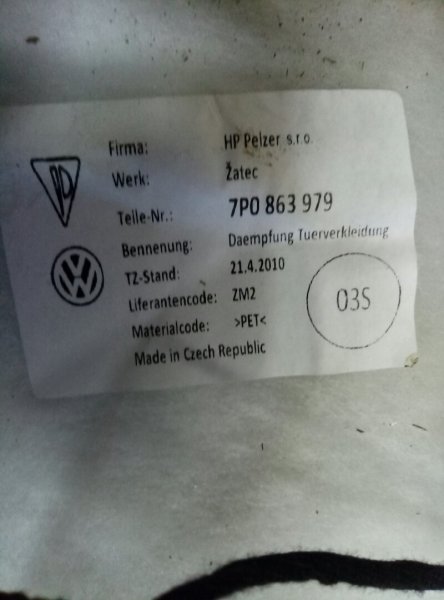 Firma: HP Pelzer s.r.o.
Werk: Žatec
Teile-Nr.: 7P0 863 979
Bennenung: Daempfung Tuerverkleidung
TZ-Stand: 21.4.2010
Liferantencode: ZM2
Materialcode: >PET<
Made in Czech Republic
03S